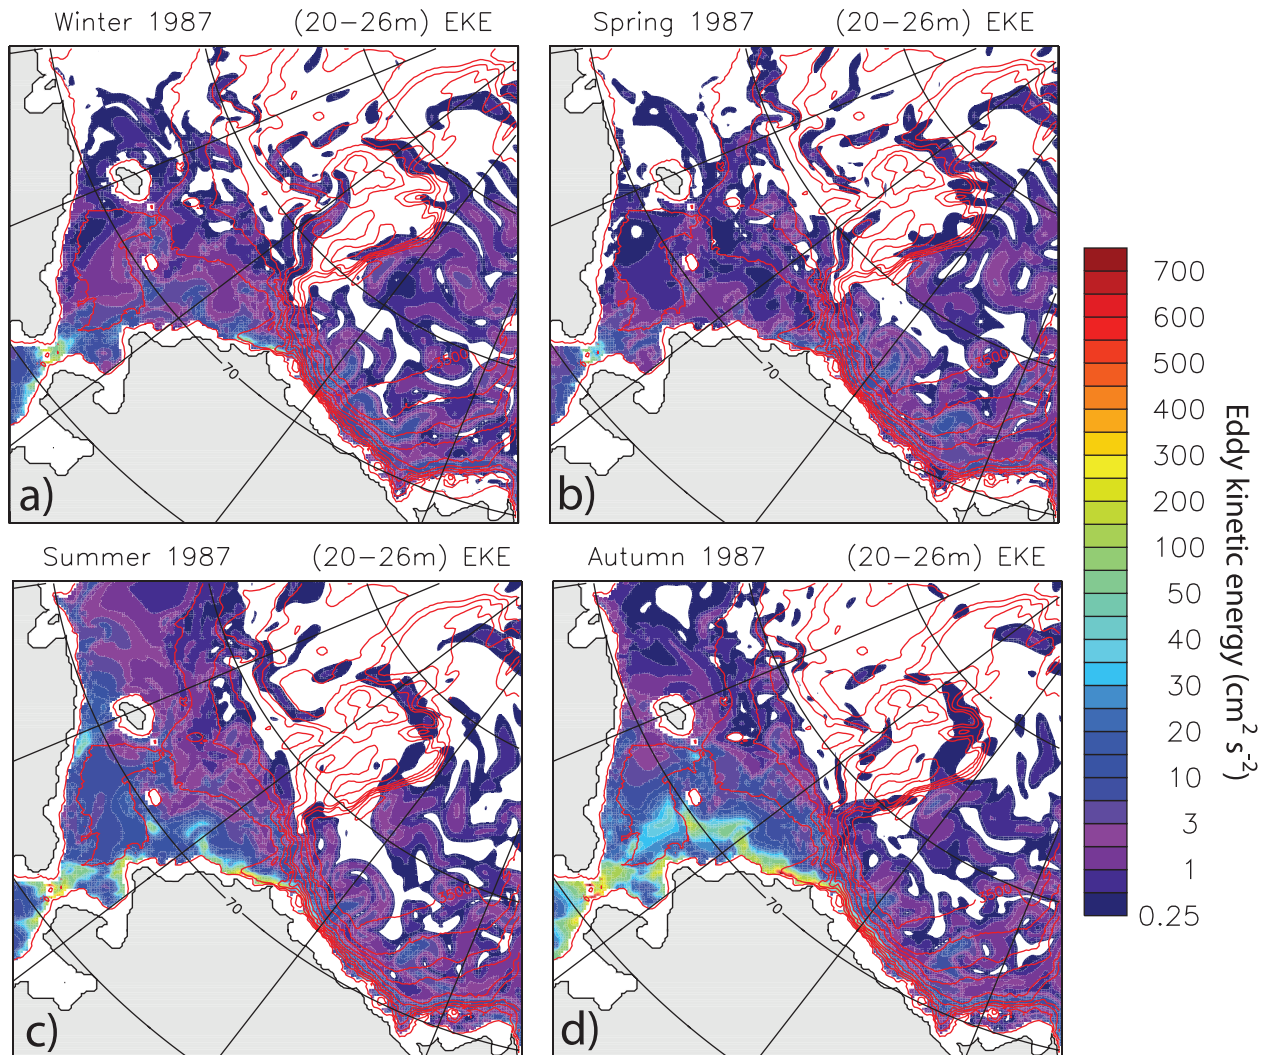 Winter 1987 (20-26m) EKE
Spring 1987 (20-26m) EKE
70
a)
70
b)
Summer 1987 (20-26m) EKE
Autumn 1987 (20-26m) EKE
70
c)
70
d)
700
600
500
400
300
200
100
50
40
30
20
10
3
1
0.25
Eddy kinetic energy (cm² s⁻²)